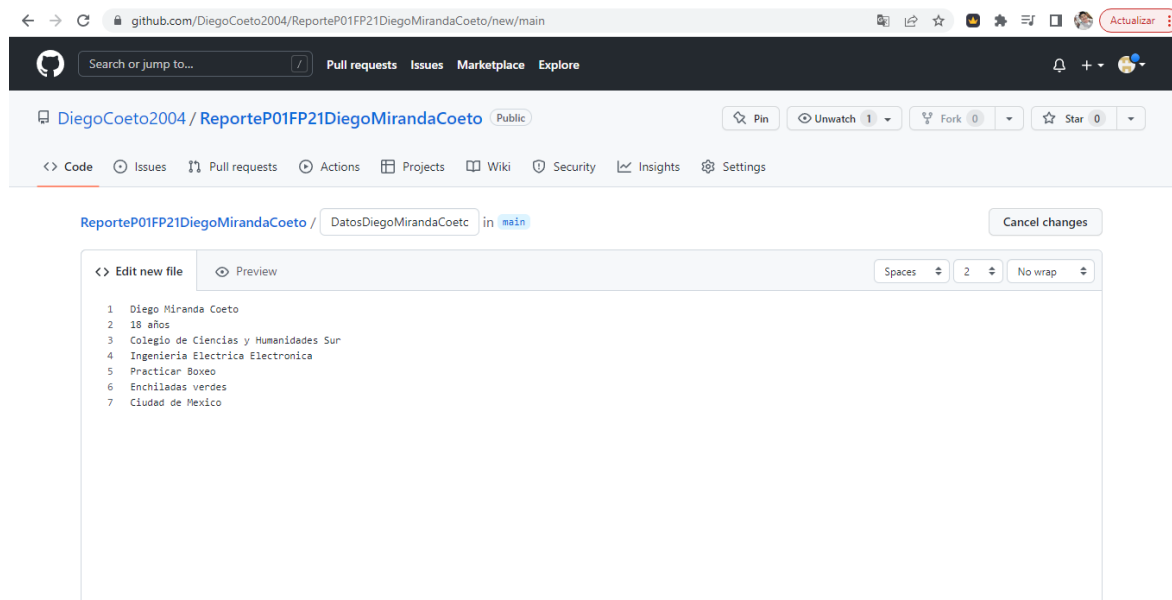 github.com/DiegoCoeto2004/ReporteP01FP21DiegoMirandaCoeto/new/main
Actualizar
Search or jump to... /
Pull requests Issues Marketplace Explore
DiegoCoeto2004 / ReporteP01FP21DiegoMirandaCoeto Public
Pin Unwatch 1 Fork 0 Star 0
<> Code Issues Pull requests Actions Projects Wiki Security Insights Settings
ReporteP01FP21DiegoMirandaCoeto / DatosDiegoMirandaCoetc in main
Cancel changes
<> Edit new file Preview
Spaces 2 No wrap
1 Diego Miranda Coeto
2 18 años
3 Colegio de Ciencias y Humanidades Sur
4 Ingenieria Electrica Electronica
5 Practicar Boxeo
6 Enchiladas verdes
7 Ciudad de Mexico